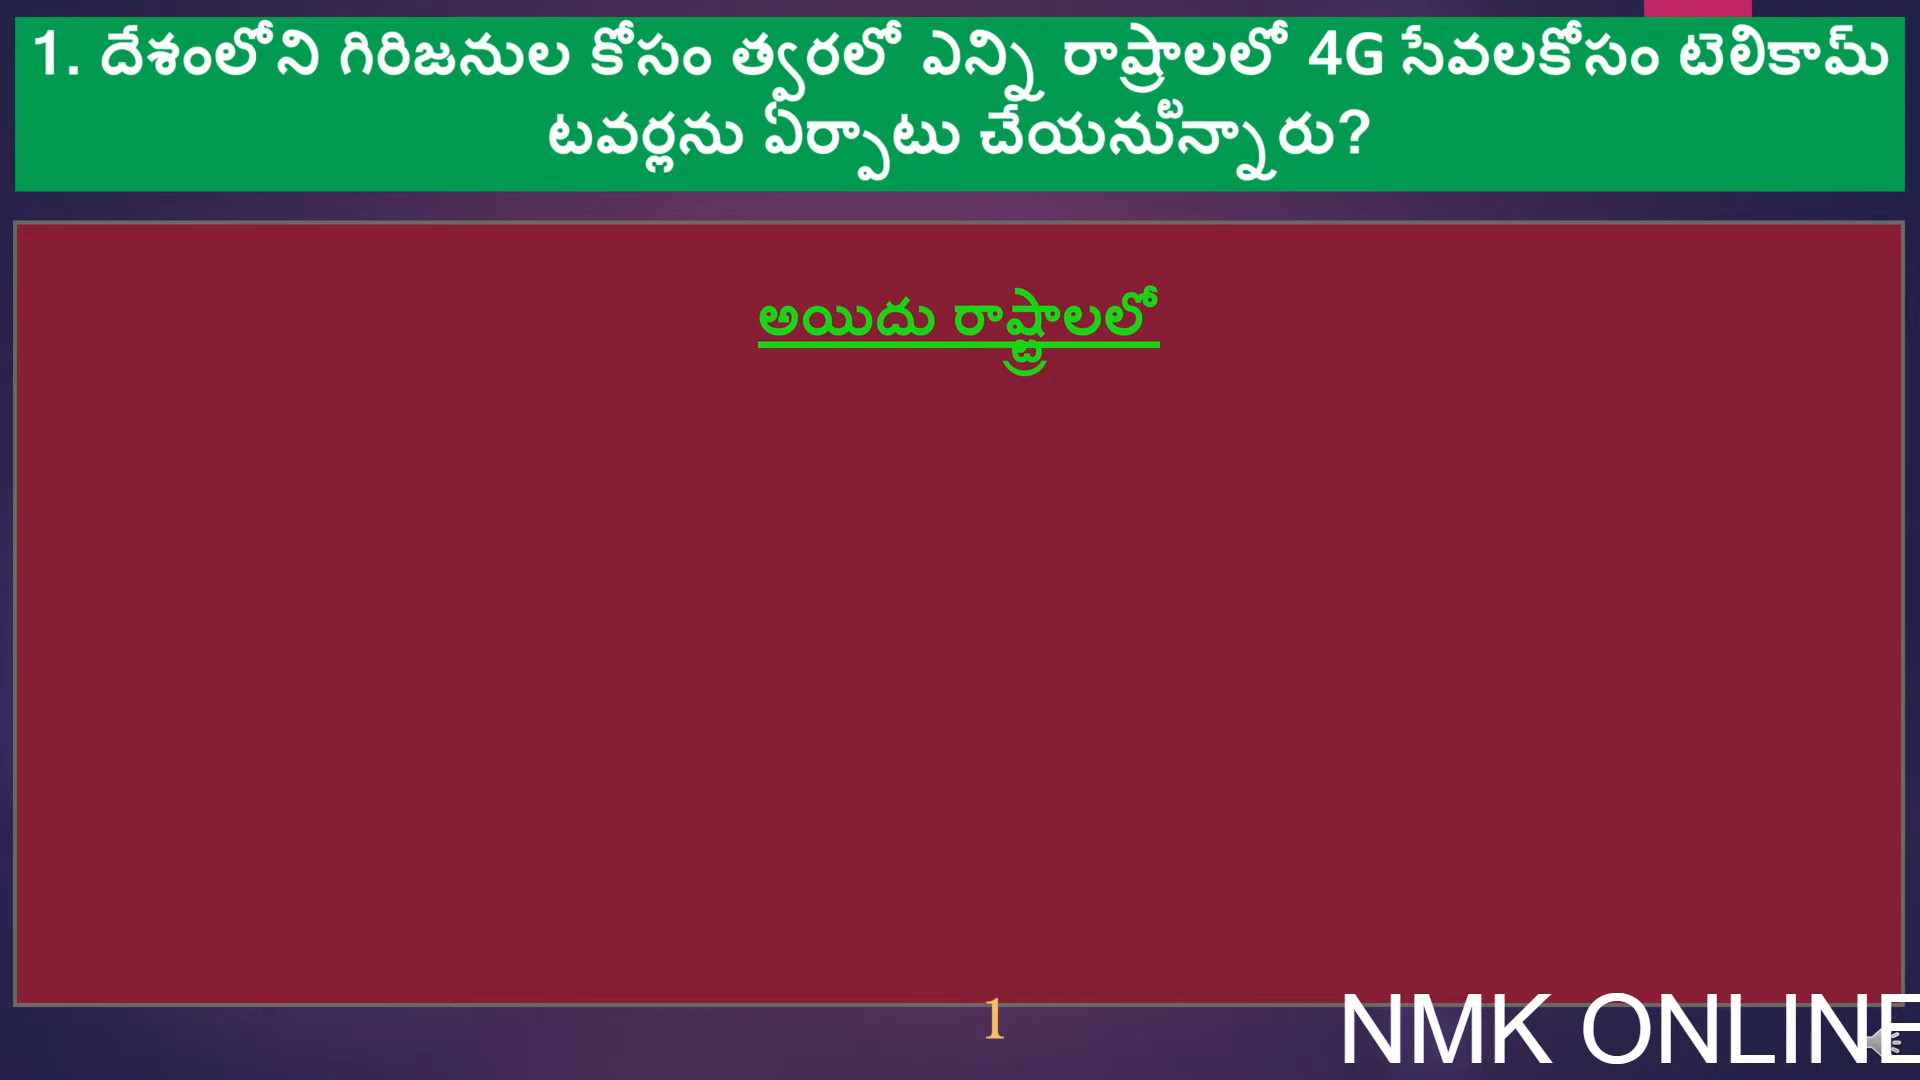 1. దేశంలోని గిరిజనుల కోసం త్వరలో ఎన్ని రాష్ట్రాలలో 4G సేవలకోసం టెలికామ్
టవర్లను ఏర్పాటు చేయనున్నారు?
అయిదు రాష్ట్రాలలో
1
NMK ONLINE